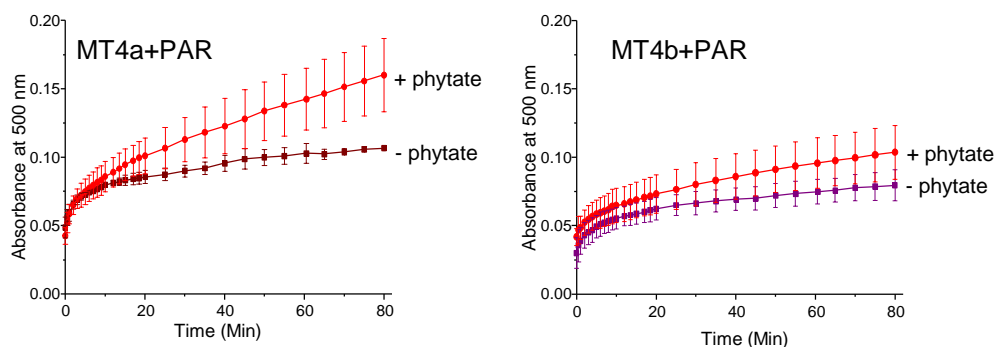 MT4a+PAR
Absorbance at 500 nm
0.20
0.15
0.10
0.05
0.00
+ phytate
- phytate
0 20 40 60 80
Time (Min)
MT4b+PAR
Absorbance at 500 nm
0.20
0.15
0.10
0.05
0.00
+ phytate
- phytate
0 20 40 60 80
Time (Min)